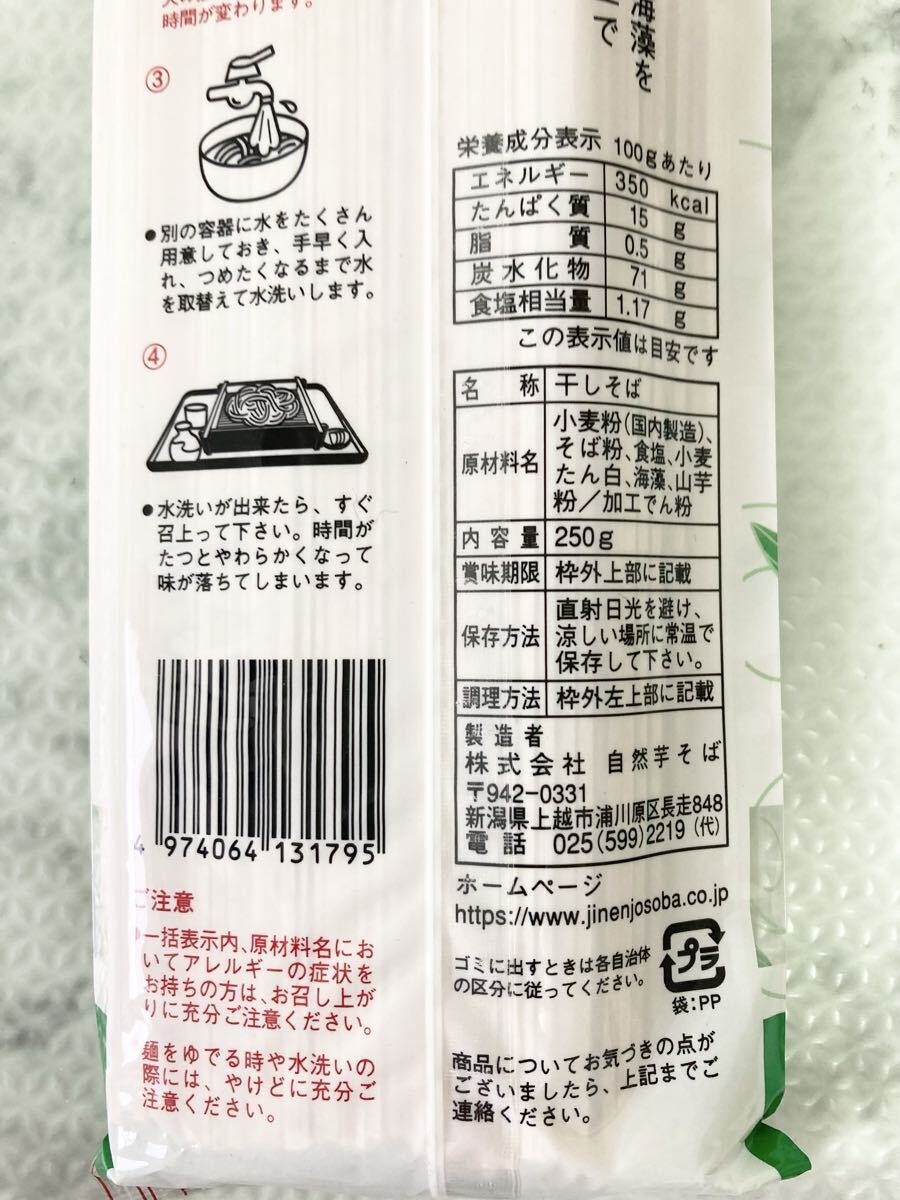 時間が変わります。
③
●別の容器に水をたくさん
用意しておき、手早く入
れ、つめたくなるまで水
を取替えて水洗いします。
④
●水洗いが出来たら、すぐ
召上って下さい。時間が
たつとやわらかくなって
味が落ちてしまいます。
4 974064 131795
ご注意
一括表示内、原材料名にお
いてアレルギーの症状を
お持ちの方は、お召し上が
りに充分ご注意ください。
麺をゆでる時や水洗いの
際には、やけどに充分ご
注意ください。
海藻を
で
栄養成分表示 100gあたり
エネルギー 350 kcal
たんぱく質 15 g
脂質 0.5 g
炭水化物 71 g
食塩相当量 1.17 g
この表示値は目安です
名称 干しそば
原材料名 小麦粉(国内製造)、
そば粉、食塩、小麦
たん白、海藻、山芋
粉/加工でん粉
内容量 250g
賞味期限 枠外上部に記載
保存方法 直射日光を避け、
涼しい場所に常温で
保存して下さい。
調理方法 枠外左上部に記載
製造者
株式会社 自然芋そば
〒942-0331
新潟県上越市浦川原区長走848
電話 025(599)2219(代)
ホームページ
https://www.jinenjosoba.co.jp
ゴミに出すときは各自治体
の区分に従ってください。
プラ
袋:PP
商品についてお気づきの点が
ございましたら、上記までご
連絡ください。